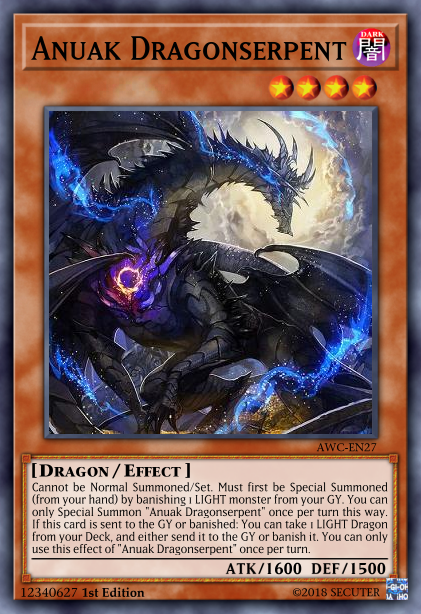 Anuak Dragonserpent
DARK
闇
AWC-EN27
[Dragon / Effect]
Cannot be Normal Summoned/Set. Must first be Special Summoned
(from your hand) by banishing 1 LIGHT monster from your GY. You can
only Special Summon "Anuak Dragonserpent" once per turn this way.
If this card is sent to the GY or banished: You can take 1 LIGHT Dragon
from your Deck, and either send it to the GY or banish it. You can only
use this effect of "Anuak Dragonserpent" once per turn.
ATK/1600 DEF/1500
12340627 1st Edition ©2018 SECUTER